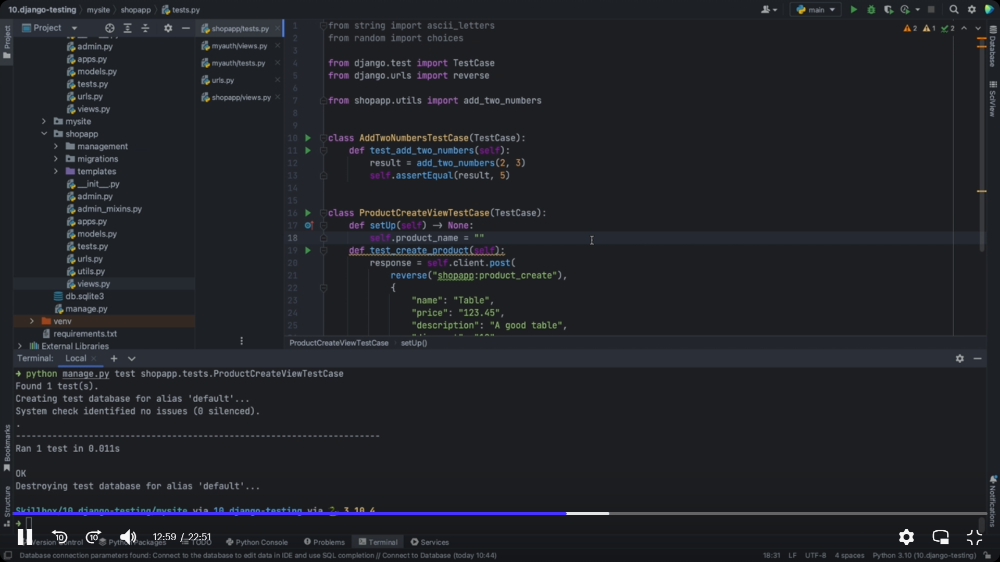 10.django-testing mysite shopapp tests.py
main
Project
admin.py
apps.py
models.py
tests.py
urls.py
views.py
mysite
shopapp
management
migrations
templates
__init__.py
admin.py
admin_mixins.py
apps.py
models.py
tests.py
urls.py
utils.py
views.py
db.sqlite3
manage.py
venv
requirements.txt
External Libraries
shopapp/tests.py
myauth/views.py
myauth/tests.py
urls.py
shopapp/views.py
2 1 2
1 from string import ascii_letters
2 from random import choices
3
4 from django.test import TestCase
5 from django.urls import reverse
6
7 from shopapp.utils import add_two_numbers
8
9
10 class AddTwoNumbersTestCase(TestCase):
11 def test_add_two_numbers(self):
12 result = add_two_numbers(2, 3)
13 self.assertEqual(result, 5)
14
15
16 class ProductCreateViewTestCase(TestCase):
17 def setUp(self) → None:
18 self.product_name = ""
19 def test_create_product(self):
20 response = self.client.post(
21 reverse("shopapp:product_create"),
22 {
23 "name": "Table",
24 "price": "123.45",
25 "description": "A good table",
ProductCreateViewTestCase setUp()
Project
Bookmarks
Structure
Database
SciView
Notifications
Terminal: Local
→ python manage.py test shopapp.tests.ProductCreateViewTestCase
Found 1 test(s).
Creating test database for alias 'default'...
System check identified no issues (0 silenced).
.
----------------------------------------------------------------------
Ran 1 test in 0.011s
OK
Destroying test database for alias 'default'...
Skillbox/10.django-testing/mysite via 10.django-testing via 3.10.4
→
10 10 12:59 / 22:51
Version Control Python Packages TODO Python Console Problems Terminal Services
Database connection parameters found: Connect to the database to edit data in IDE and use SQL completion // Connect to Database (today 10:44)
18:31 LF UTF-8 4 spaces Python 3.10 (10.django-testing)